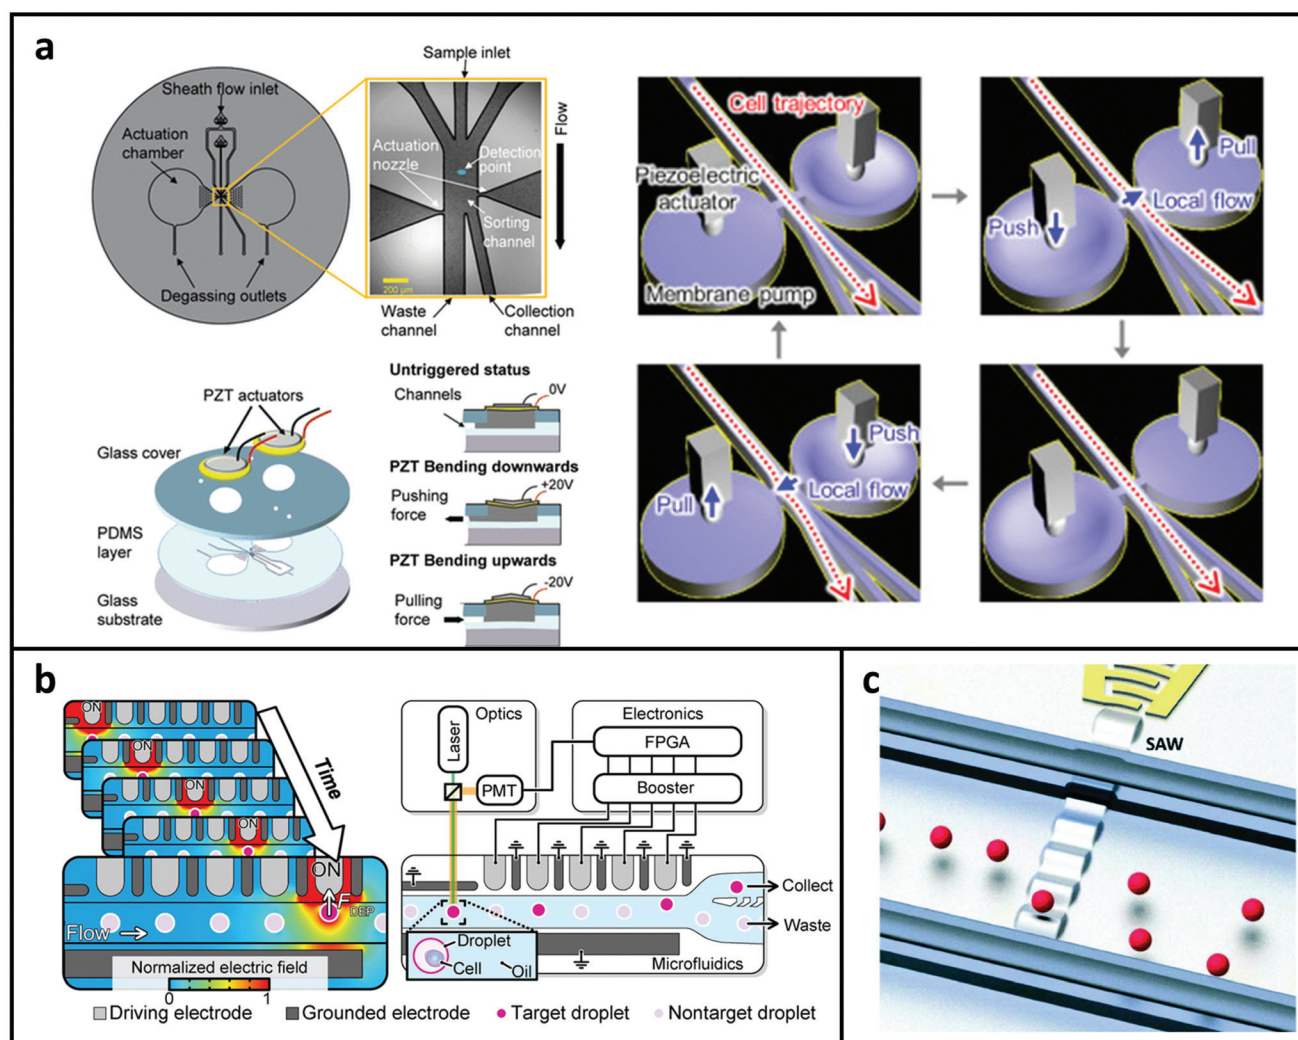 a
Sheath flow inlet
Actuation
chamber
Degassing outlets
Sample inlet
Actuation
nozzle
Detection
point
Sorting
channel
200 μm
Flow
Waste
channel
Collection
channel
PZT actuators
Glass cover
PDMS
layer
Glass
substrate
Untriggered status
Channels
0V
PZT Bending downwards
Pushing
force
+20V
PZT Bending upwards
Pulling
force
-20V
Cell trajectory
Piezoelectric
actuator
Membrane pump
Pull
Local flow
Push
Push
Local flow
Pull
b
ON
ON
ON
ON
ON
Time
F
DEP
Flow
Normalized electric field
0
1
Optics
Laser
PMT
Electronics
FPGA
Booster
Collect
Waste
Droplet
Cell
Oil
Microfluidics
Driving electrode
Grounded electrode
Target droplet
Nontarget droplet
c
SAW